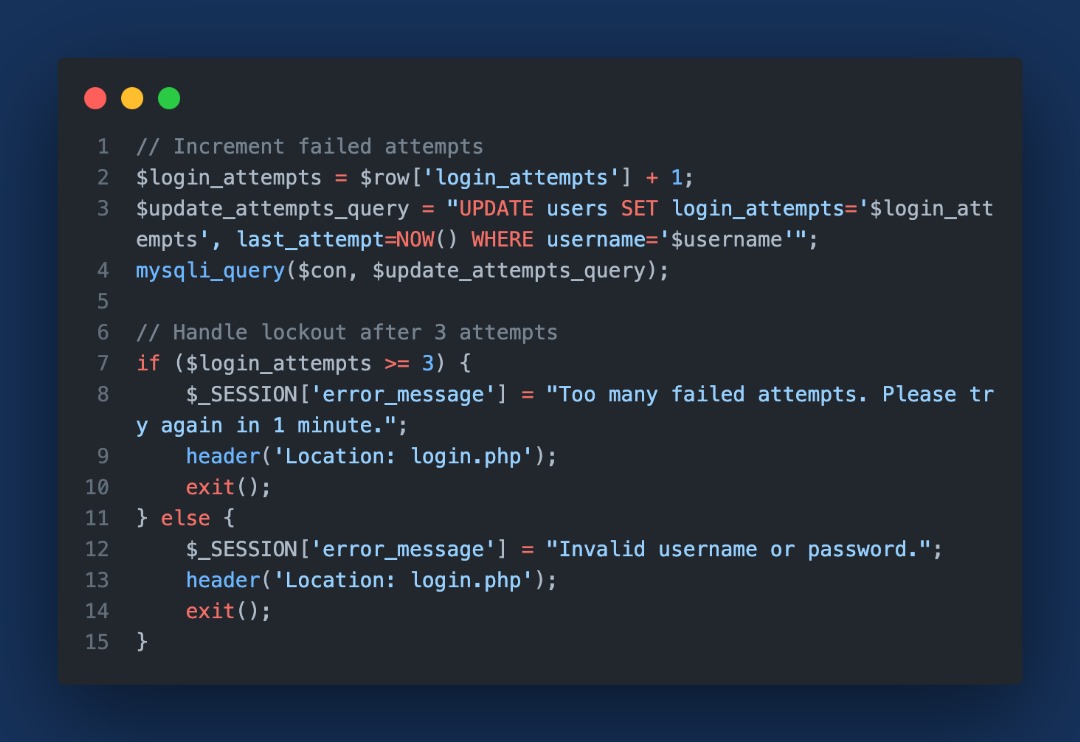 1 // Increment failed attempts
2 $login_attempts = $row['login_attempts'] + 1;
3 $update_attempts_query = "UPDATE users SET login_attempts='$login_att
empts', last_attempt=NOW() WHERE username='$username'";
4 mysqli_query($con, $update_attempts_query);
5
6 // Handle lockout after 3 attempts
7 if ($login_attempts >= 3) {
8     $_SESSION['error_message'] = "Too many failed attempts. Please tr
y again in 1 minute.";
9     header('Location: login.php');
10     exit();
11 } else {
12     $_SESSION['error_message'] = "Invalid username or password.";
13     header('Location: login.php');
14     exit();
15 }